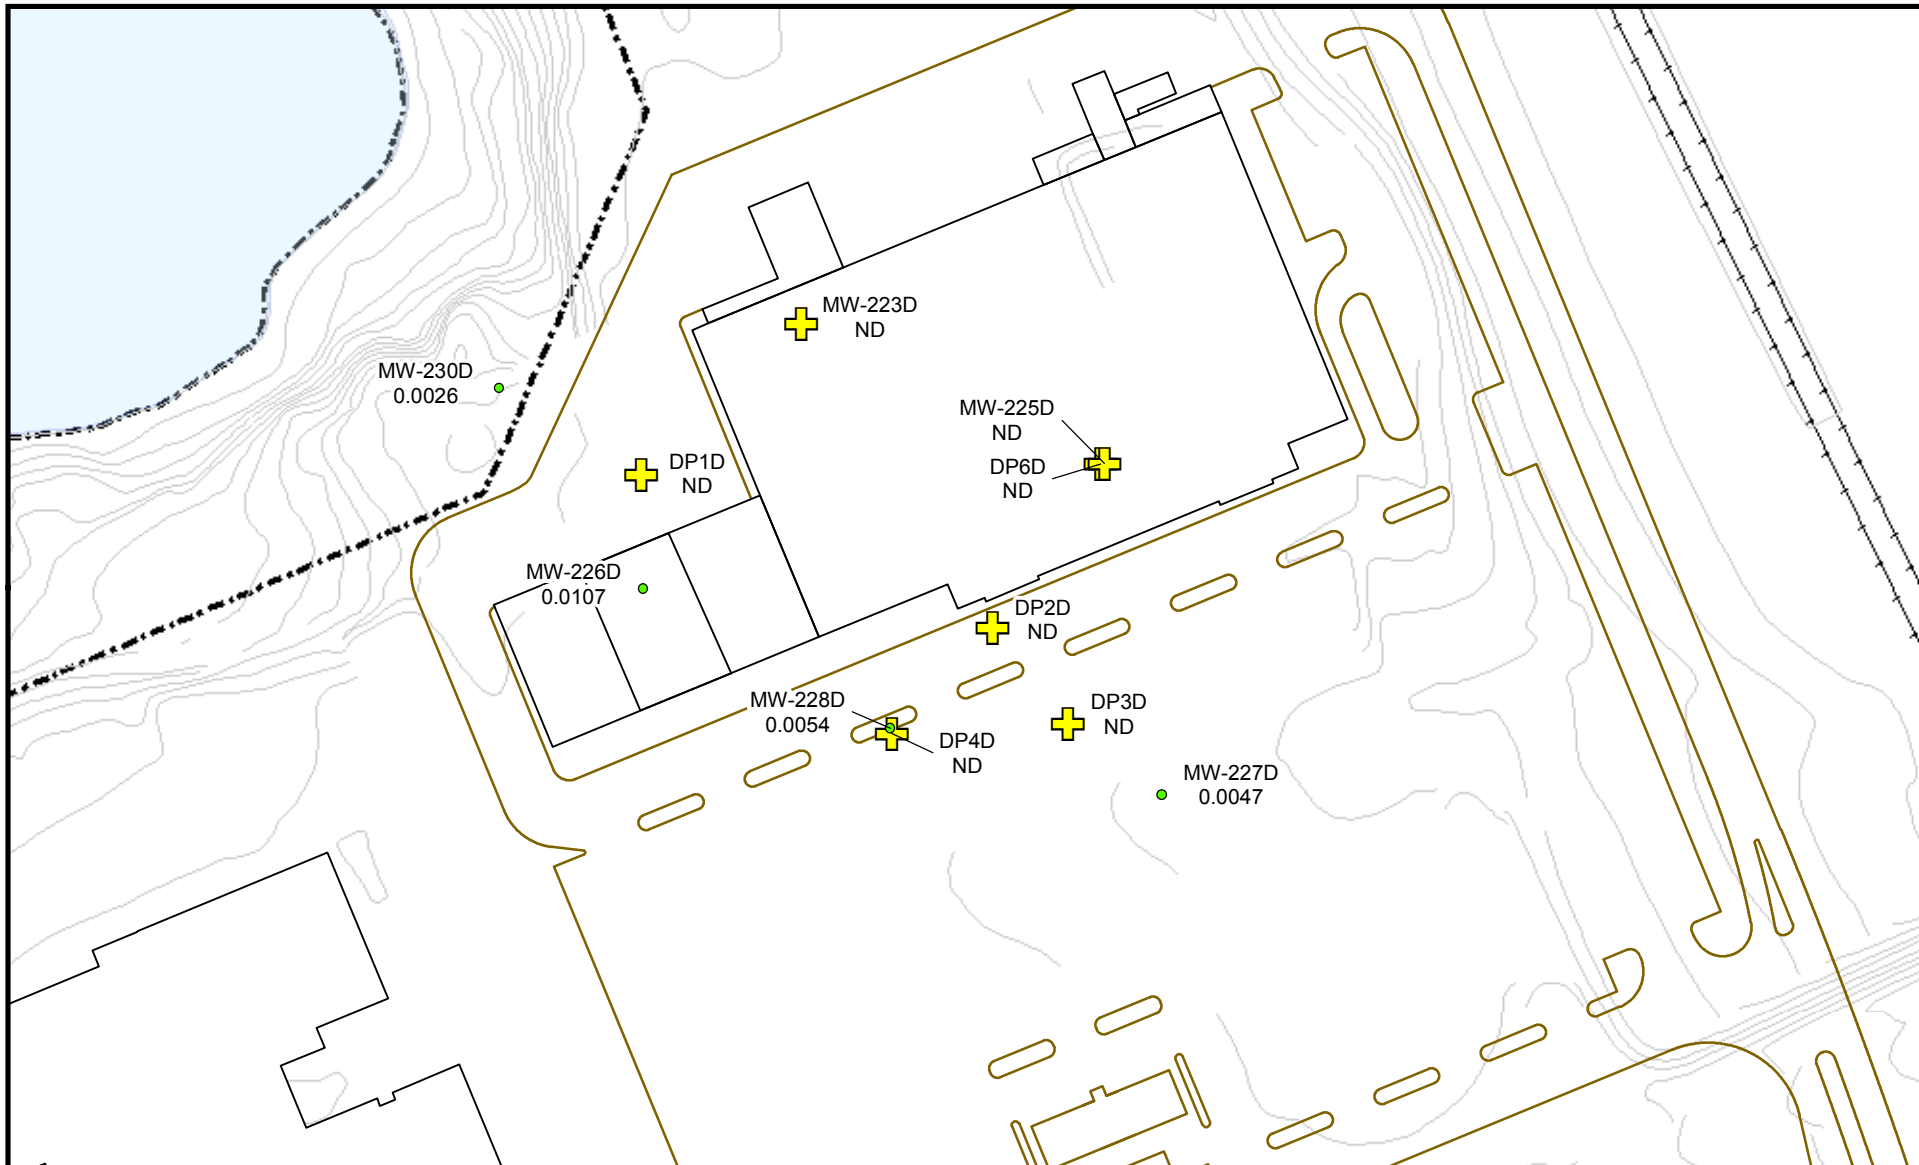 MW-223D
ND
MW-230D
0.0026
MW-225D
ND
DP1D
ND
DP6D
ND
MW-226D
0.0107
DP2D
ND
MW-228D
0.0054
DP3D
ND
DP4D
ND
MW-227D
0.0047